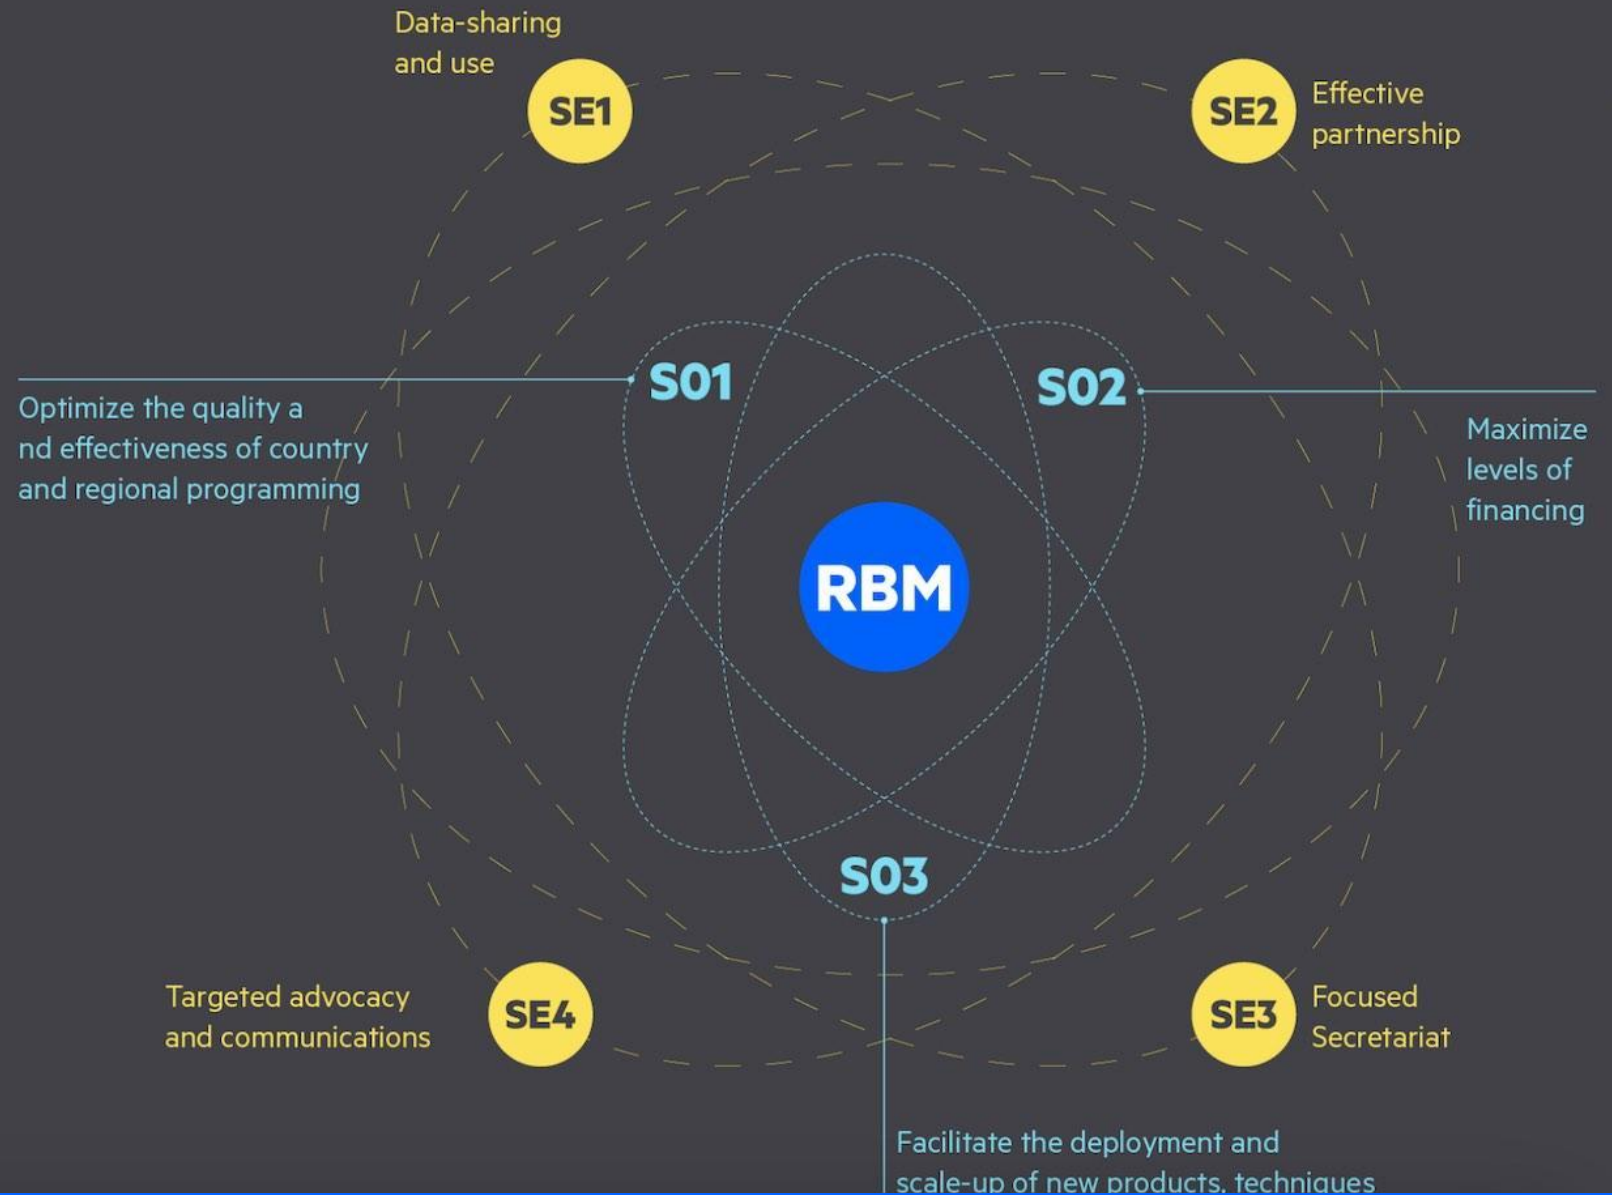 Data-sharing
and use
SE1
SE2
Effective
partnership
S01
S02
Optimize the quality a
nd effectiveness of country
and regional programming
Maximize
levels of
financing
RBM
S03
Targeted advocacy
and communications
SE4
SE3
Focused
Secretariat
Facilitate the deployment and
scale-up of new products, techniques